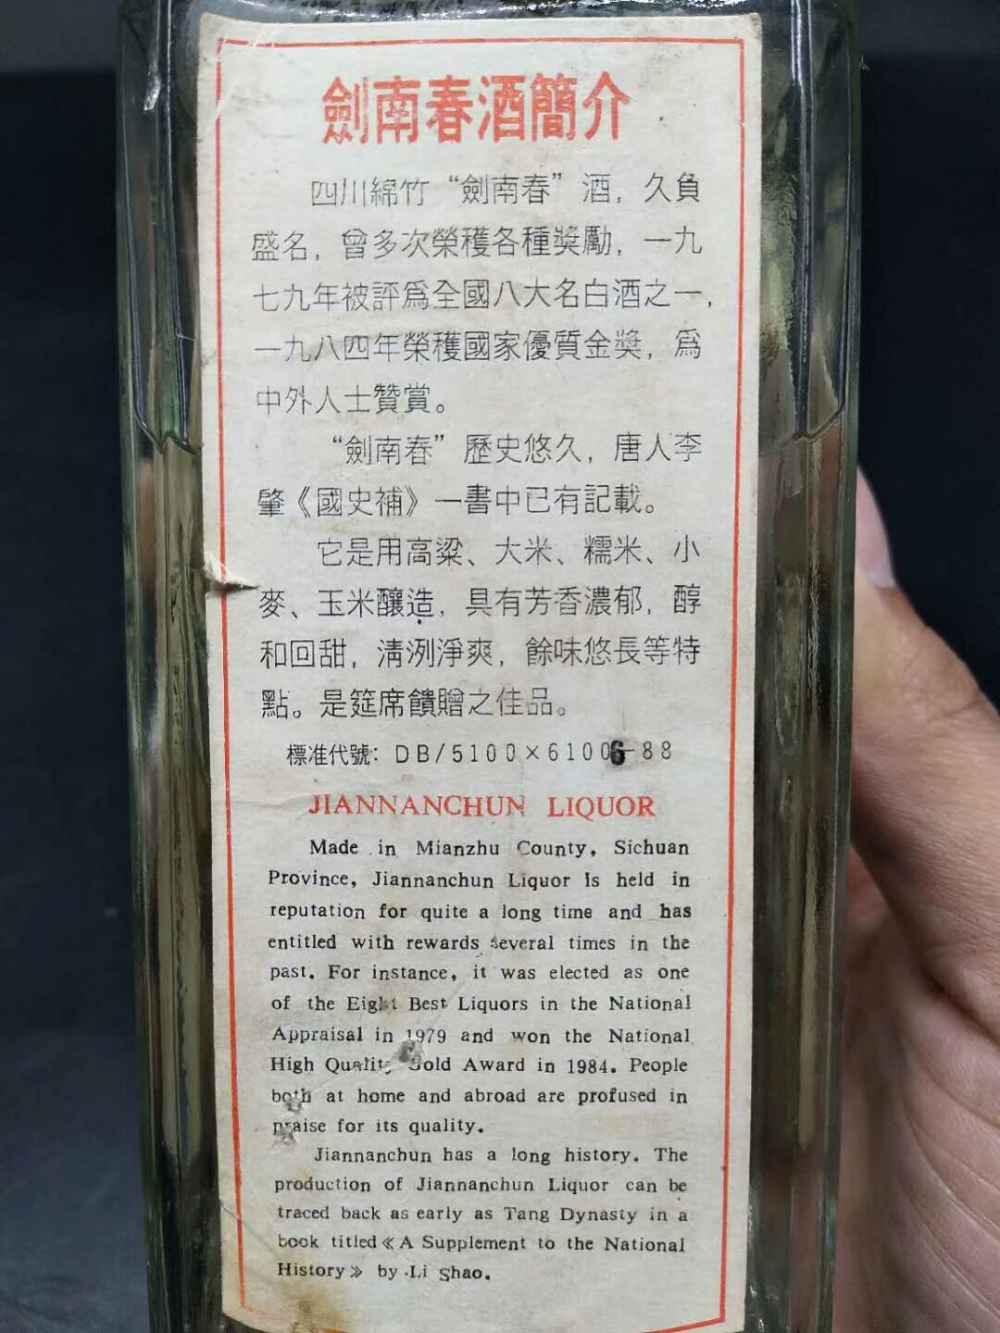 劍南春酒簡介
四川綿竹“劍南春”酒，久負
盛名，曾多次榮穫各種獎勵，一九
七九年被評爲全國八大名白酒之一，
一九八四年榮穫國家優質金獎，爲
中外人士贊賞。
“劍南春”歷史悠久，唐人李
肇《國史補》一書中已有記載。
它是用高粱、大米、糯米、小
麥、玉米釀造，具有芳香濃郁，醇
和回甜，清洌淨爽，餘味悠長等特
點。是筵席饋贈之佳品。
標准代號：DB/5100×61006-88
JIANNANCHUN LIQUOR
Made in Mianzhu County, Sichuan
Province, Jiannanchun Liquor Is held in
reputation for quite a long time and has
entitled with rewards several times in the
past. For instance, it was elected as one
of the Eight Best Liquors in the National
Appraisal in 1979 and won the National
High Quality Gold Award in 1984. People
both at home and abroad are profused in
praise for its quality.
Jiannanchun has a long history. The
production of Jiannanchun Liquor can be
traced back as early as Tang Dynasty in a
book titled《A Supplement to the National
History》 by Li Shao.